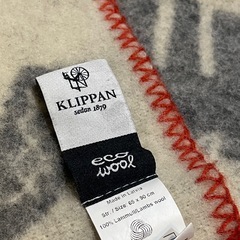 KLIPPAN
sedan 1879
eco
wool
Made in Latvia
Str. / Size 65 x 90 cm
100% Lammull/Lambs wool